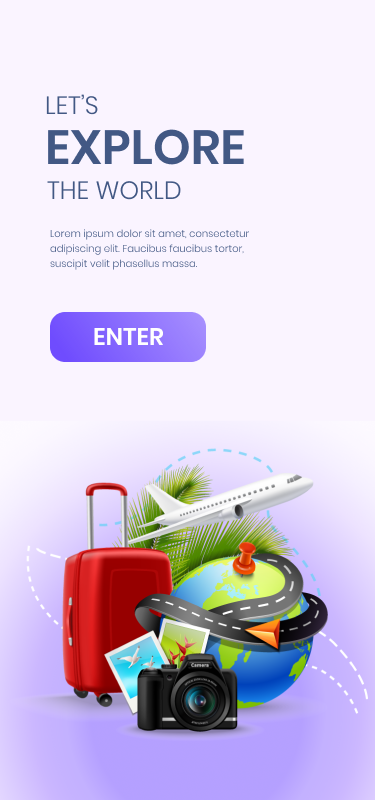 LET’S
EXPLORE
THE WORLD
Lorem ipsum dolor sit amet, consectetur
adipiscing elit. Faucibus faucibus tortor,
suscipit velit phasellus massa.
ENTER
Camera